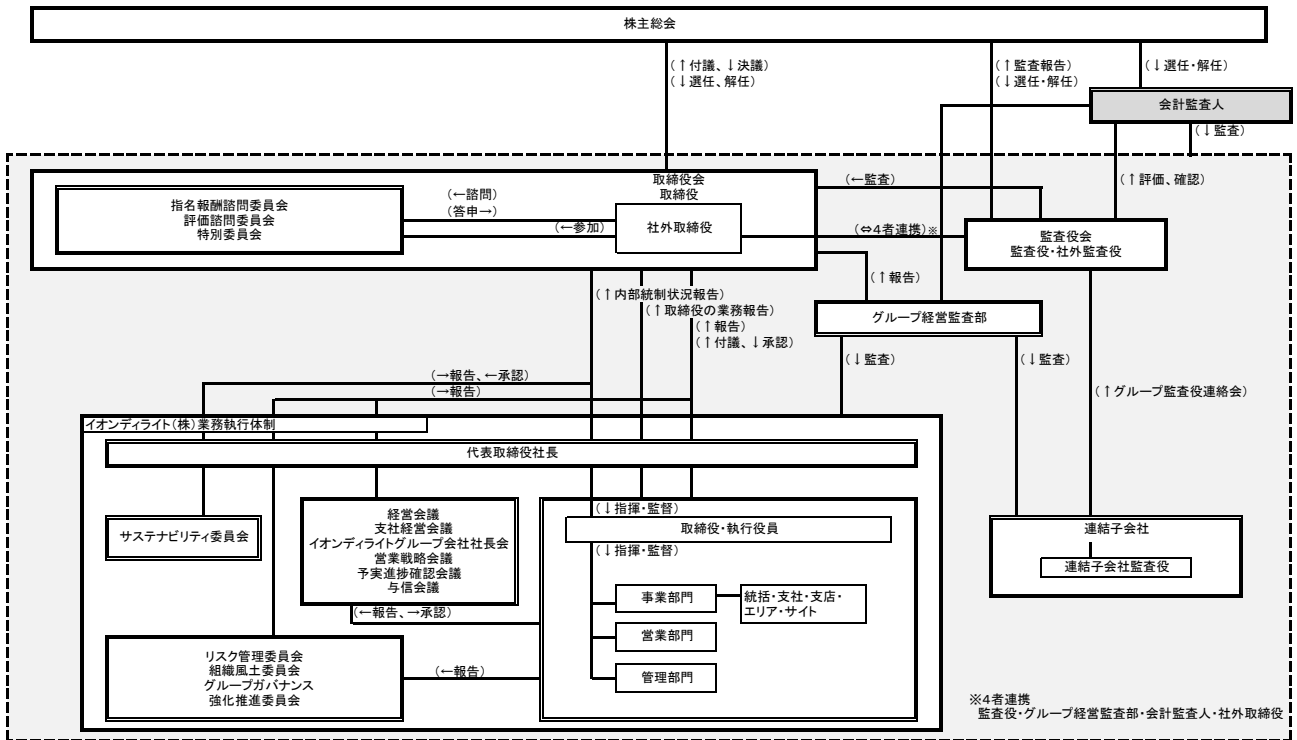 株主総会
(↑付議、↓決議)
(↓選任、解任)
(↑監査報告)
(↓選任・解任)
(↓選任・解任)
会計監査人
(↓監査)
取締役会
取締役
(←監査)
(↑評価、確認)
指名報酬諮問委員会
評価諮問委員会
特別委員会
(←諮問)
(答申→)
(←参加)
社外取締役
(⇔4者連携)※
監査役会
監査役・社外監査役
(↑報告)
(↑内部統制状況報告)
(↑取締役の業務報告)
(↑報告)
(↑付議、↓承認)
グループ経営監査部
(↓監査)
(↓監査)
(→報告、←承認)
(→報告)
(↑グループ監査役連絡会)
イオンディライト(株)業務執行体制
代表取締役社長
サステナビリティ委員会
経営会議
支社経営会議
イオンディライトグループ会社社長会
営業戦略会議
予実進捗確認会議
与信会議
(↓指揮・監督)
取締役・執行役員
(↓指揮・監督)
連結子会社
連結子会社監査役
事業部門
統括・支社・支店・
エリア・サイト
(←報告、→承認)
営業部門
管理部門
リスク管理委員会
組織風土委員会
グループガバナンス
強化推進委員会
(←報告)
※4者連携
監査役・グループ経営監査部・会計監査人・社外取締役